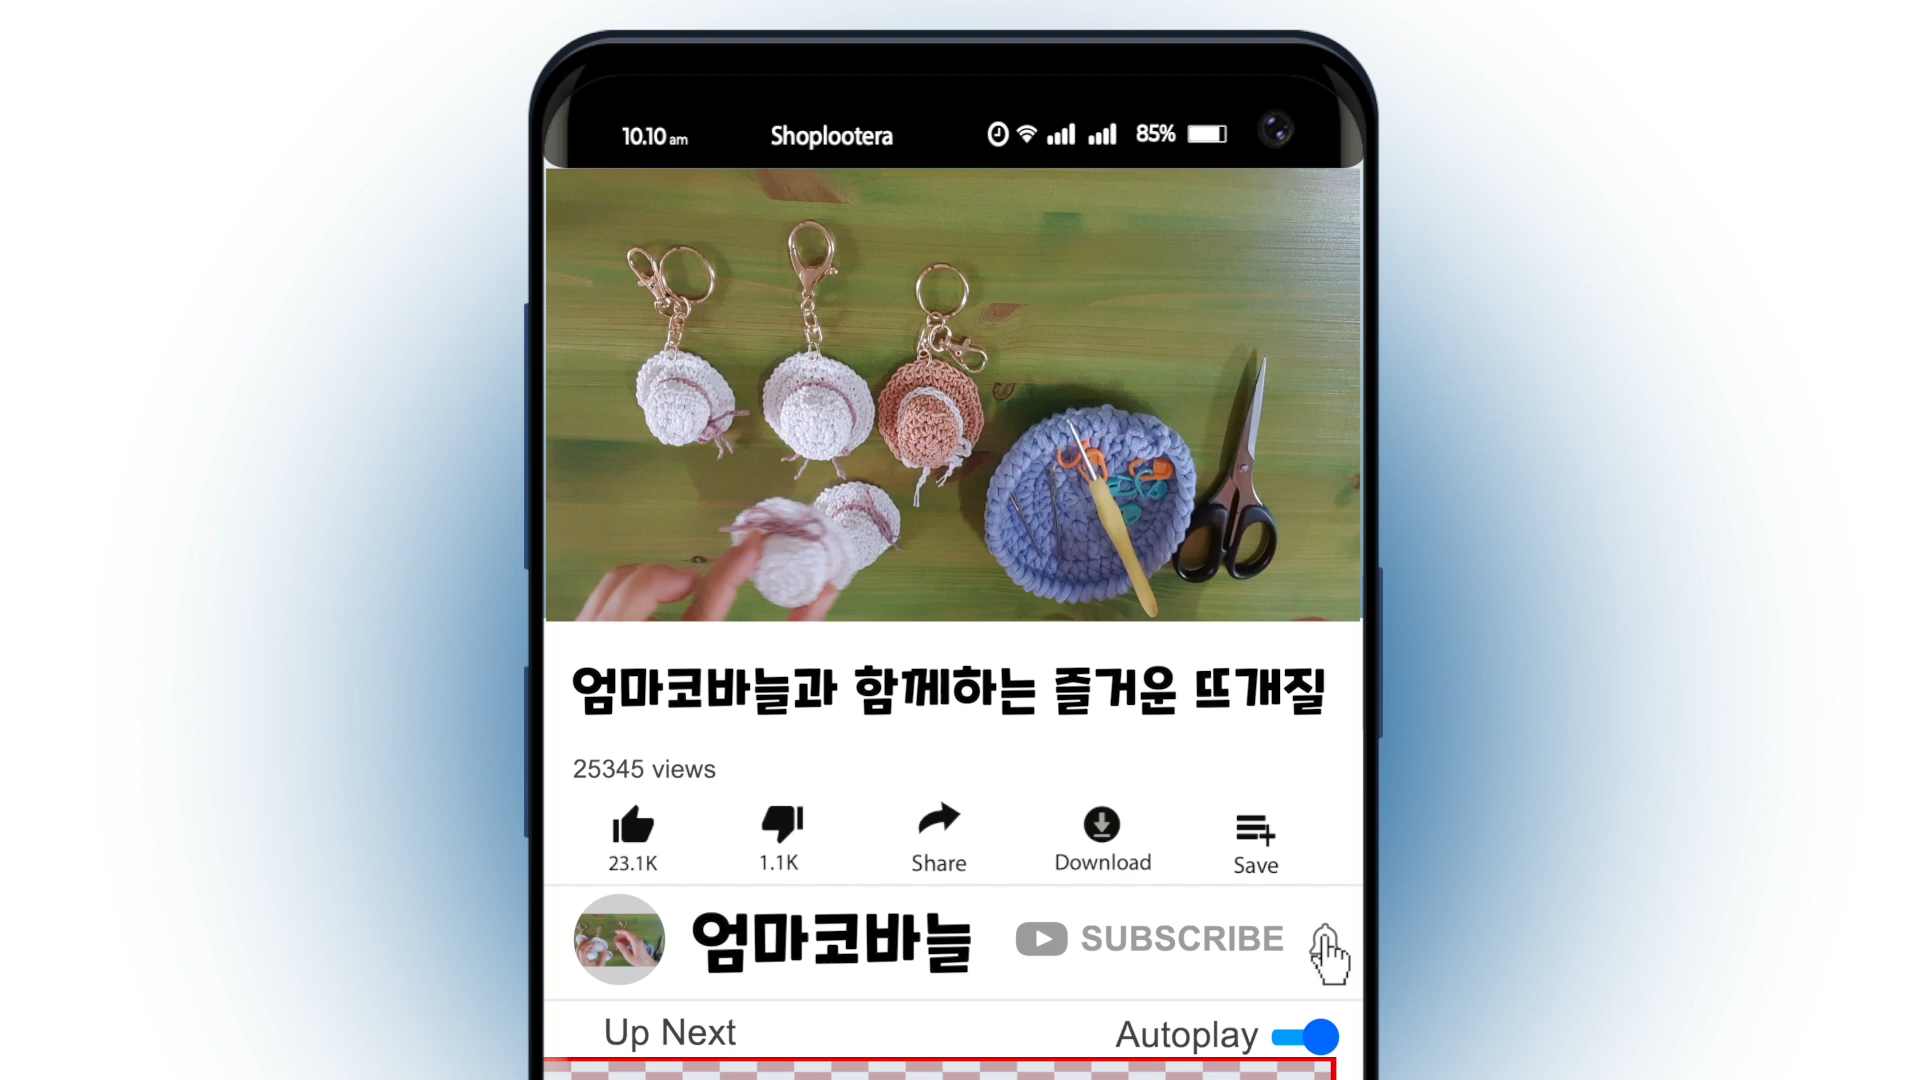 10.10 am Shoplootera 85%
엄마코바늘과 함께하는 즐거운 뜨개질
25345 views
23.1K 1.1K Share Download Save
엄마코바늘 SUBSCRIBE
Up Next Autoplay